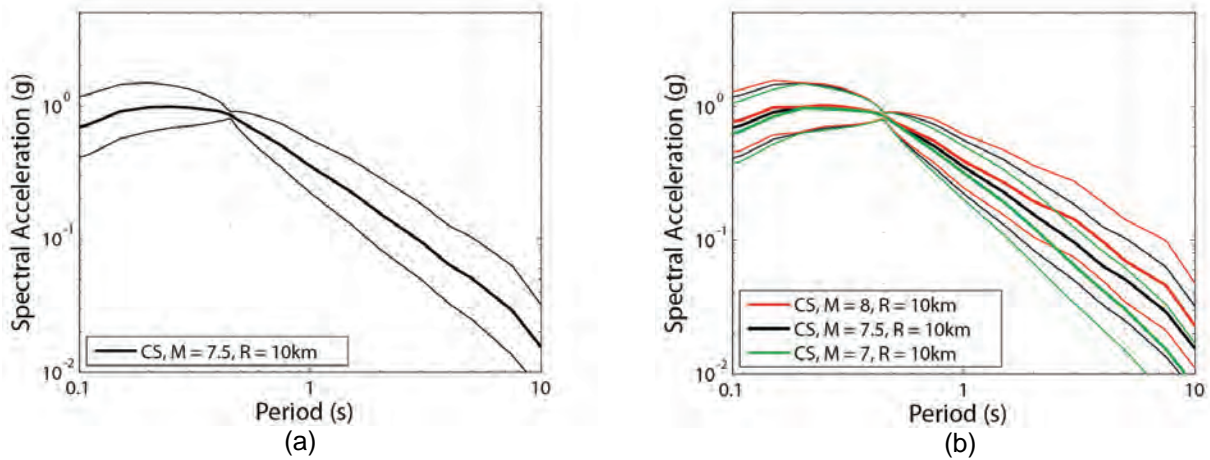 Spectral Acceleration (g)
10^0
10^-1
10^-2
0.1
1
10
Period (s)
CS, M = 7.5, R = 10km
(a)
Spectral Acceleration (g)
10^0
10^-1
10^-2
0.1
1
10
Period (s)
CS, M = 8, R = 10km
CS, M = 7.5, R = 10km
CS, M = 7, R = 10km
(b)